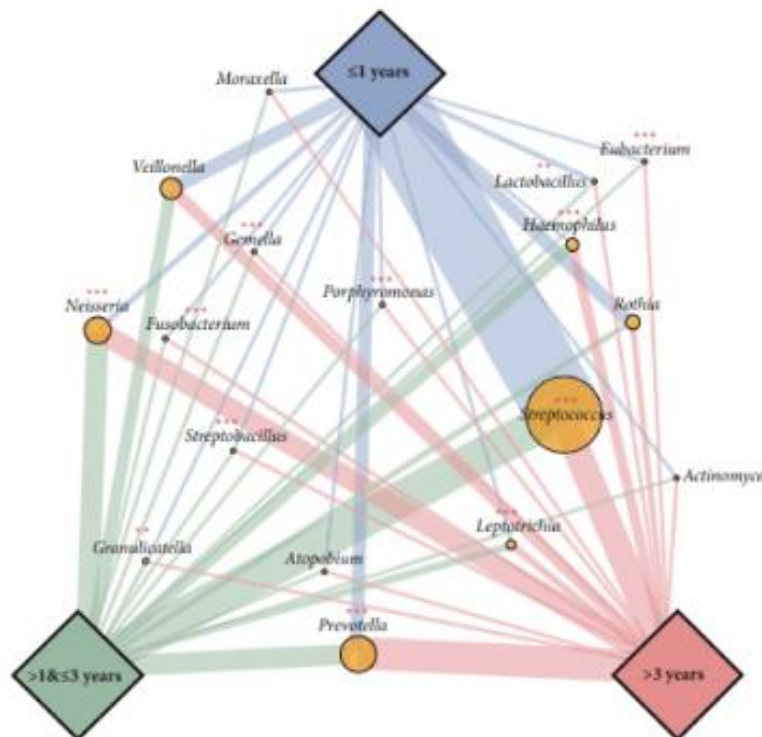 ≤1 years
Moraxella
***
Eubacterium
Veillonella
**
Lactobacillus
***
Haemophilus
***
Gemella
***
Neisseria
***
Porphyromonas
Rothia
***
Fusobacterium
***
Streptococcus
***
Streptobacillus
Actinomyce
***
Leptotrichia
**
Granulicatella
Atopobium
***
Prevotella
>1&≤3 years
>3 years